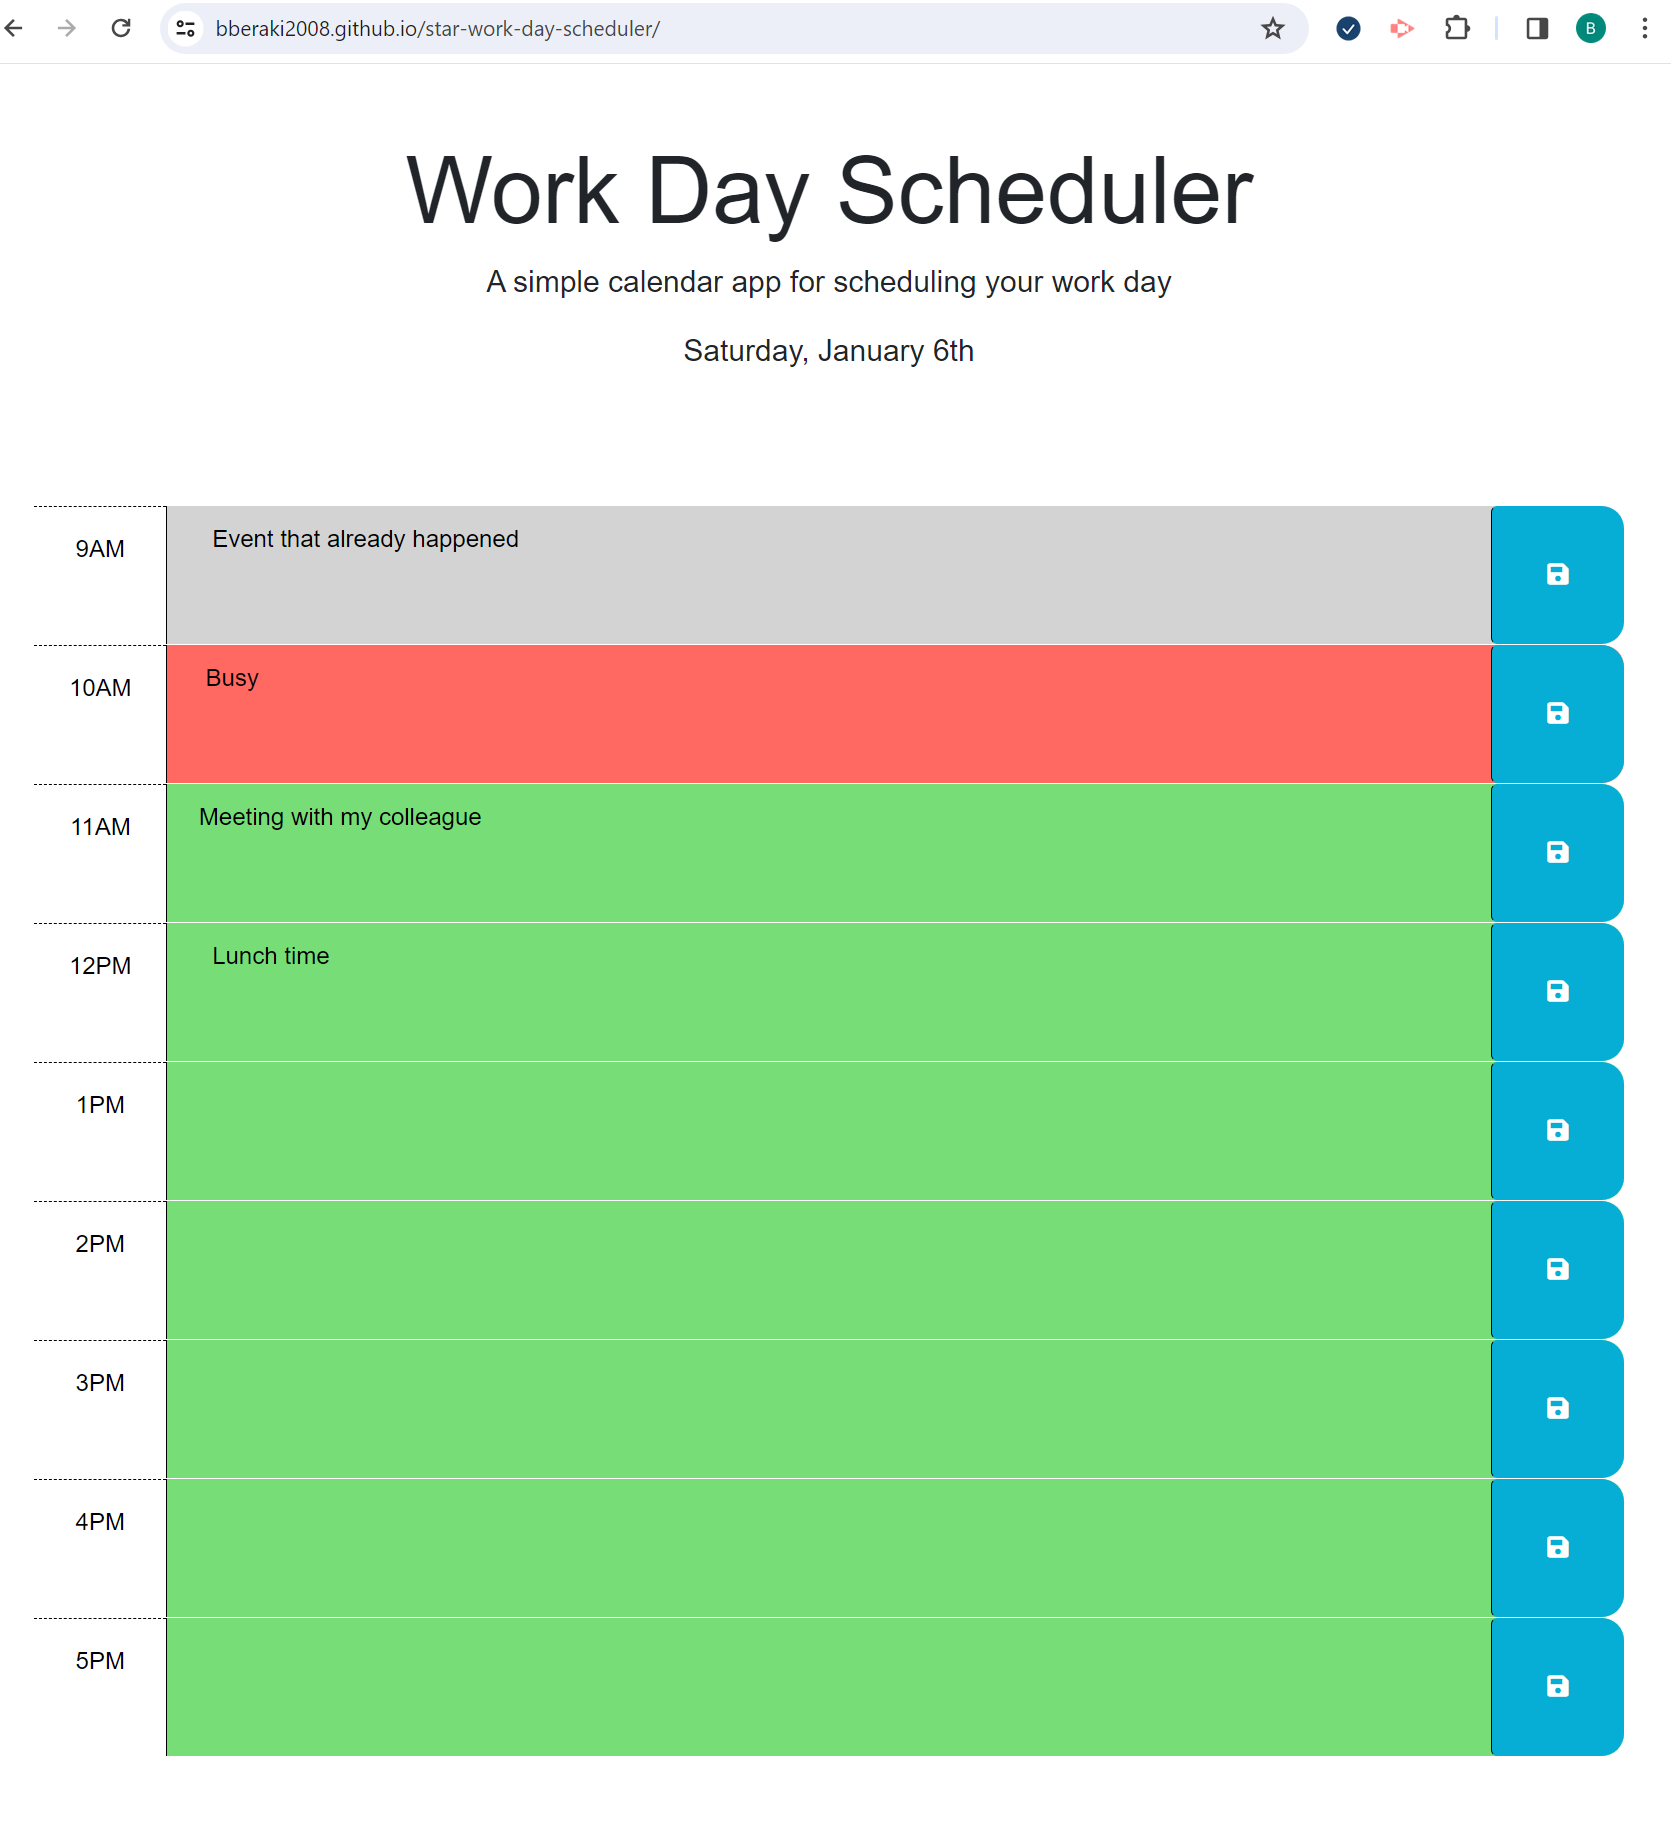 bberaki2008.github.io/star-work-day-scheduler/
B
Work Day Scheduler
A simple calendar app for scheduling your work day
Saturday, January 6th
9AM Event that already happened
10AM Busy
11AM Meeting with my colleague
12PM Lunch time
1PM
2PM
3PM
4PM
5PM